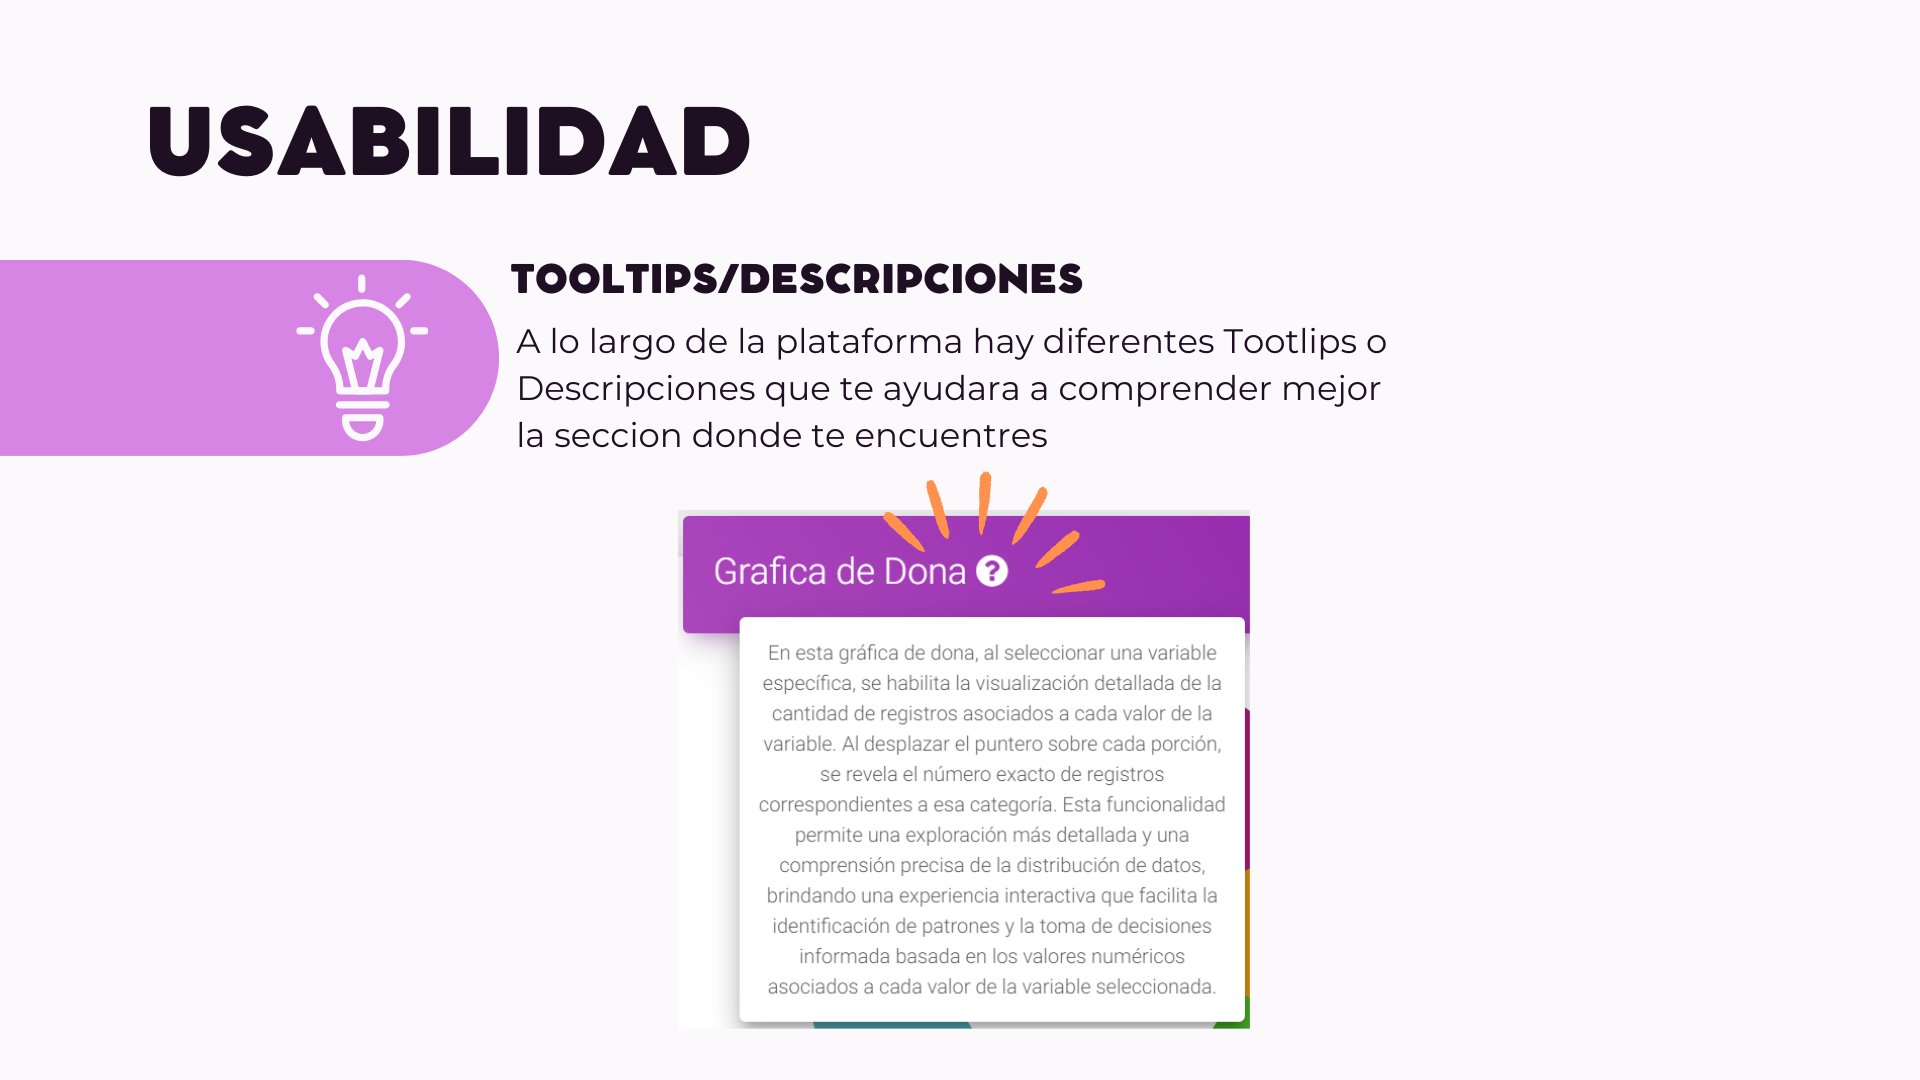 USABILIDAD
TOOLTIPS/DESCRIPCIONES
A lo largo de la plataforma hay diferentes Tootlips o
Descripciones que te ayudara a comprender mejor
la seccion donde te encuentres
Grafica de Dona ?
En esta gráfica de dona, al seleccionar una variable
específica, se habilita la visualización detallada de la
cantidad de registros asociados a cada valor de la
variable. Al desplazar el puntero sobre cada porción,
se revela el número exacto de registros
correspondientes a esa categoría. Esta funcionalidad
permite una exploración más detallada y una
comprensión precisa de la distribución de datos,
brindando una experiencia interactiva que facilita la
identificación de patrones y la toma de decisiones
informada basada en los valores numéricos
asociados a cada valor de la variable seleccionada.